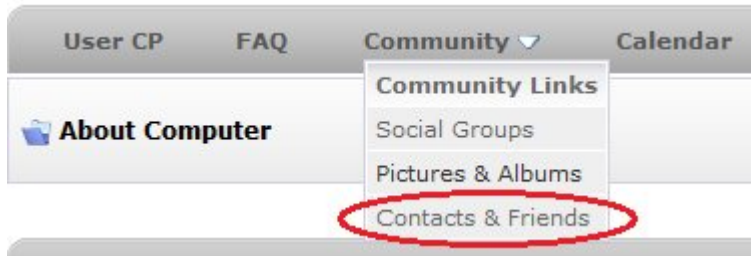 User CP FAQ Community Calendar
Community Links
About Computer
Social Groups
Pictures & Albums
Contacts & Friends